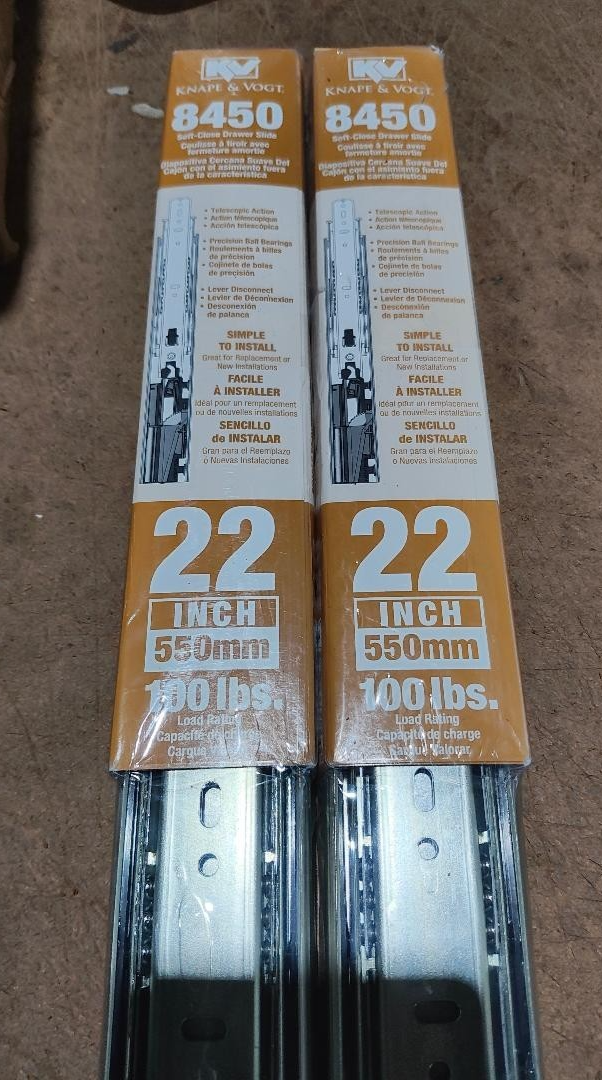 KV
KNAPE & VOGT.
8450
Soft-Close Drawer Slide
Coulisse à tiroir avec
fermeture amortie
Diapositiva Cercana Suave Del
Cajón con el asimiento fuera
de la característica
• Telescopic Action
• Action télescopique
• Acción telescópica
• Precision Ball Bearings
• Roulements à billes
de précision
• Cojinete de bolas
de precisión
• Lever Disconnect
• Levier de Déconnexion
• Desconexión
de palanca
SIMPLE
TO INSTALL
Great for Replacement or
New Installations
FACILE
À INSTALLER
Idéal pour un remplacement
ou de nouvelles installations
SENCILLO
de INSTALAR
Gran para el Reemplazo
o Nuevas Instalaciones
22
INCH
550mm
100 lbs.
Load Rating
Capacité de charge
Cargue Valorar
KV
KNAPE & VOGT.
8450
Soft-Close Drawer Slide
Coulisse à tiroir avec
fermeture amortie
Diapositiva Cercana Suave Del
Cajón con el asimiento fuera
de la característica
• Telescopic Action
• Action télescopique
• Acción telescópica
• Precision Ball Bearings
• Roulements à billes
de précision
• Cojinete de bolas
de precisión
• Lever Disconnect
• Levier de Déconnexion
• Desconexión
de palanca
SIMPLE
TO INSTALL
Great for Replacement or
New Installations
FACILE
À INSTALLER
Idéal pour un remplacement
ou de nouvelles installations
SENCILLO
de INSTALAR
Gran para el Reemplazo
o Nuevas Instalaciones
22
INCH
550mm
100 lbs.
Load Rating
Capacité de charge
Cargue Valorar